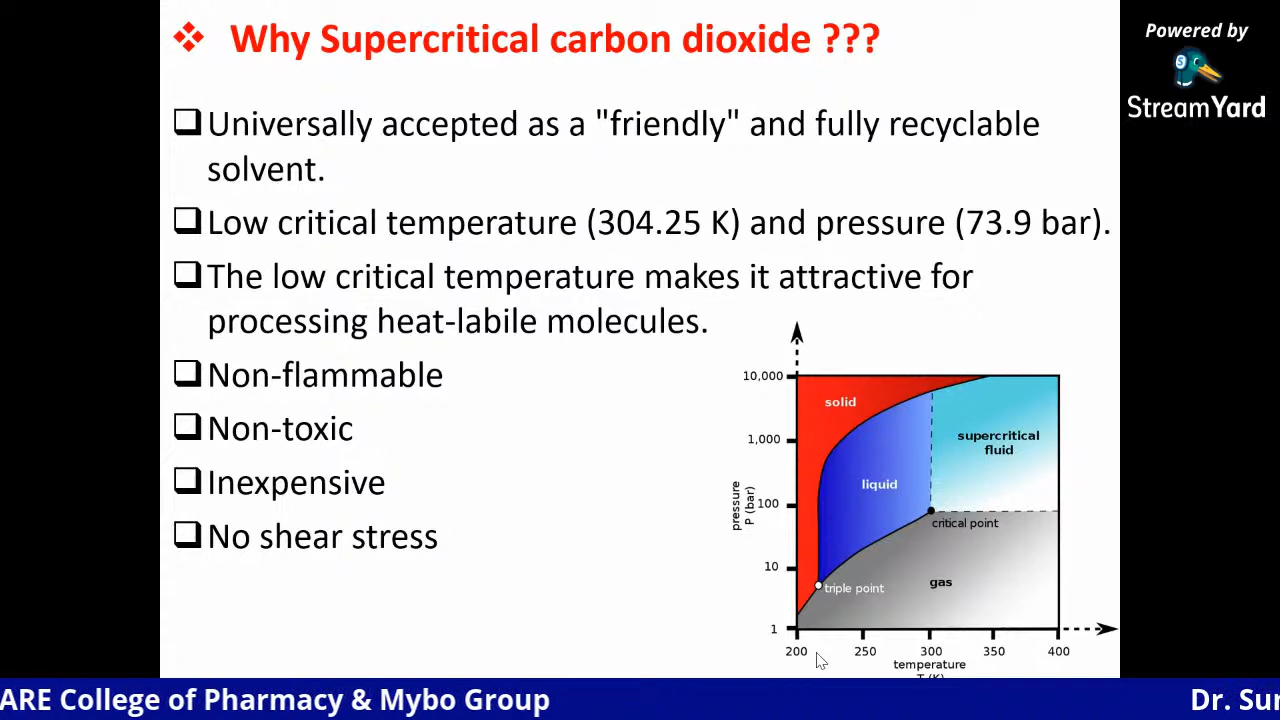 Why Supercritical carbon dioxide ???
Powered by
StreamYard
Universally accepted as a "friendly" and fully recyclable
solvent.
Low critical temperature (304.25 K) and pressure (73.9 bar).
The low critical temperature makes it attractive for
processing heat-labile molecules.
Non-flammable
Non-toxic
Inexpensive
No shear stress
10,000
1,000
100
10
1
pressure
P (bar)
solid
supercritical
fluid
liquid
critical point
gas
triple point
200 250 300 350 400
temperature
T (K)
ARE College of Pharmacy & Mybo Group
Dr. Sur